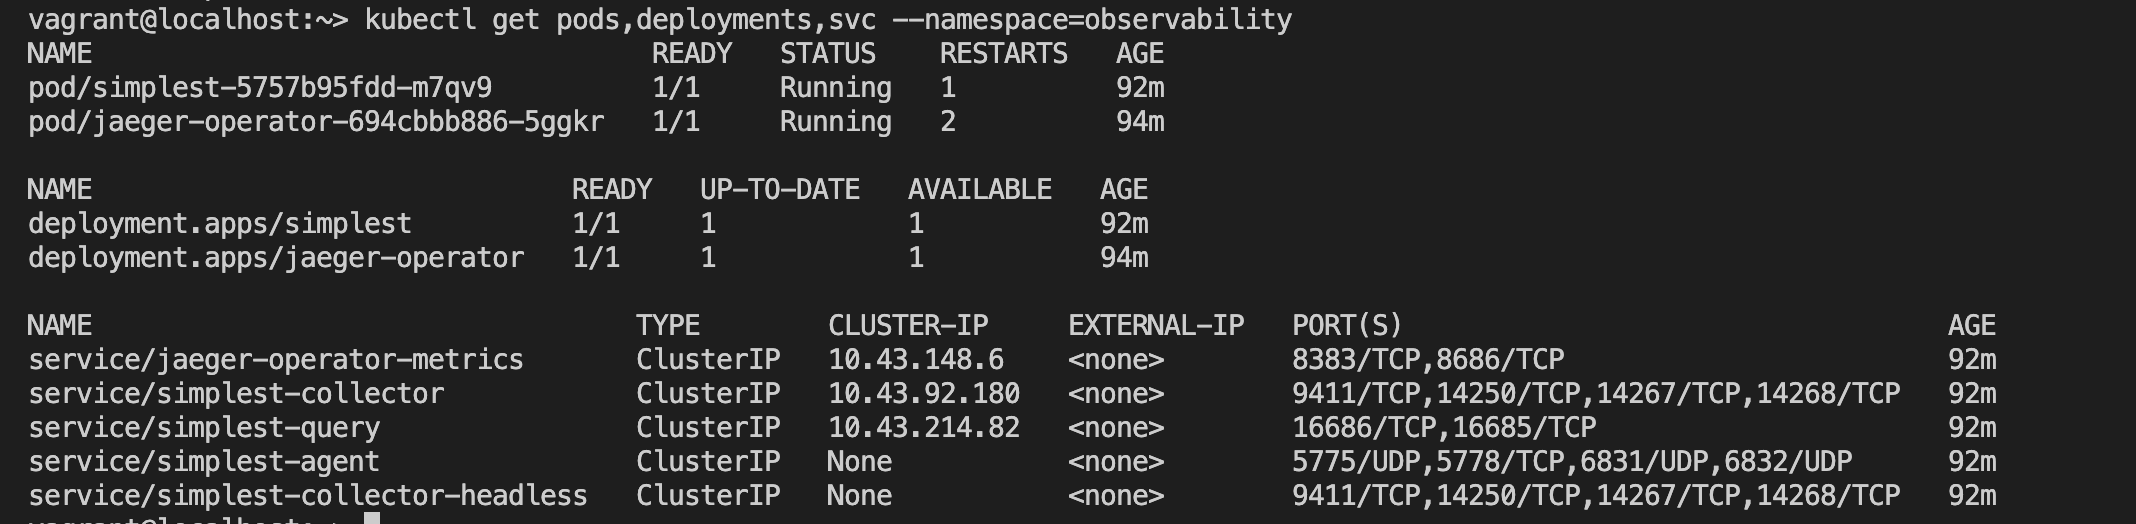 vagrant@localhost:~> kubectl get pods,deployments,svc --namespace=observability
NAME READY STATUS RESTARTS AGE
pod/simplest-5757b95fdd-m7qv9 1/1 Running 1 92m
pod/jaeger-operator-694cbbb886-5ggkr 1/1 Running 2 94m
NAME READY UP-TO-DATE AVAILABLE AGE
deployment.apps/simplest 1/1 1 1 92m
deployment.apps/jaeger-operator 1/1 1 1 94m
NAME TYPE CLUSTER-IP EXTERNAL-IP PORT(S) AGE
service/jaeger-operator-metrics ClusterIP 10.43.148.6 <none> 8383/TCP,8686/TCP 92m
service/simplest-collector ClusterIP 10.43.92.180 <none> 9411/TCP,14250/TCP,14267/TCP,14268/TCP 92m
service/simplest-query ClusterIP 10.43.214.82 <none> 16686/TCP,16685/TCP 92m
service/simplest-agent ClusterIP None <none> 5775/UDP,5778/TCP,6831/UDP,6832/UDP 92m
service/simplest-collector-headless ClusterIP None <none> 9411/TCP,14250/TCP,14267/TCP,14268/TCP 92m
vagrant@localhost:~>